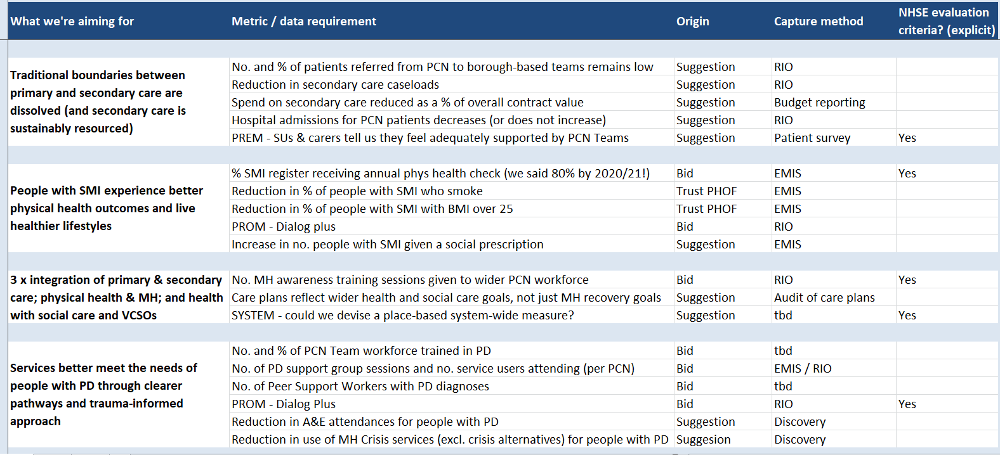 What we're aiming for Metric / data requirement Origin Capture method NHSE evaluation criteria? (explicit)
Traditional boundaries between
primary and secondary care are
dissolved (and secondary care is
sustainably resourced)
No. and % of patients referred from PCN to borough-based teams remains low Suggestion RIO
Reduction in secondary care caseloads Suggestion RIO
Spend on secondary care reduced as a % of overall contract value Suggestion Budget reporting
Hospital admissions for PCN patients decreases (or does not increase) Suggestion RIO
PREM - SUs & carers tell us they feel adequately supported by PCN Teams Suggestion Patient survey Yes
People with SMI experience better
physical health outcomes and live
healthier lifestyles
% SMI register receiving annual phys health check (we said 80% by 2020/21!) Bid EMIS Yes
Reduction in % of people with SMI who smoke Trust PHOF EMIS
Reduction in % of people with SMI with BMI over 25 Trust PHOF EMIS
PROM - Dialog plus Bid RIO
Increase in no. people with SMI given a social prescription Suggestion EMIS
3 x integration of primary & secondary
care; physical health & MH; and health
with social care and VCSOs
No. MH awareness training sessions given to wider PCN workforce Bid RIO Yes
Care plans reflect wider health and social care goals, not just MH recovery goals Suggestion Audit of care plans
SYSTEM - could we devise a place-based system-wide measure? Suggestion tbd Yes
Services better meet the needs of
people with PD through clearer
pathways and trauma-informed
approach
No. and % of PCN Team workforce trained in PD Bid tbd
No. of PD support group sessions and no. service users attending (per PCN) Bid EMIS / RIO
No. of Peer Support Workers with PD diagnoses Bid tbd
PROM - Dialog Plus Bid RIO Yes
Reduction in A&E attendances for people with PD Suggestion Discovery
Reduction in use of MH Crisis services (excl. crisis alternatives) for people with PD Suggesion Discovery